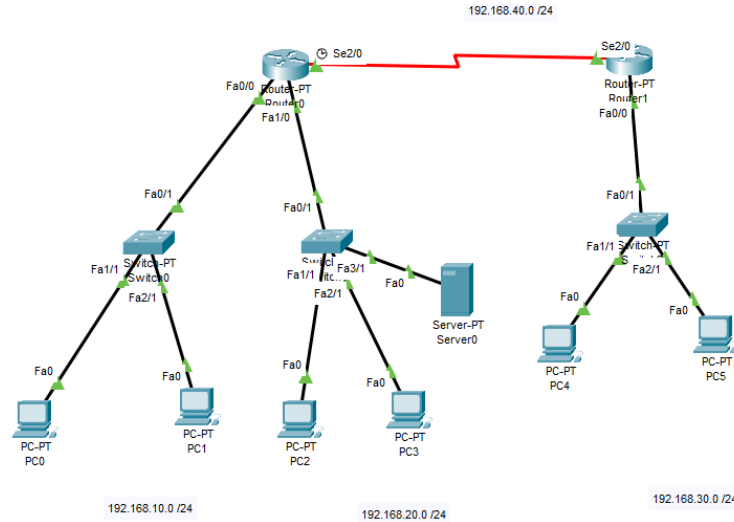 192.168.40.0 /24
Se2/0
Se2/0
Router-PT
Router0
Router-PT
Router1
Fa0/0
Fa1/0
Fa0/0
Fa0/1
Fa0/1
Fa0/1
Switch-PT
Switch0
Fa1/1
Fa2/1
Fa1/1
Fa3/1
Fa2/1
Fa0
Switch-PT
Fa1/1
Fa2/1
Server-PT
Server0
Fa0
Fa0
Fa0
Fa0
Fa0
Fa0
PC-PT
PC4
PC-PT
PC5
PC-PT
PC0
PC-PT
PC1
PC-PT
PC2
PC-PT
PC3
192.168.10.0 /24
192.168.20.0 /24
192.168.30.0 /24